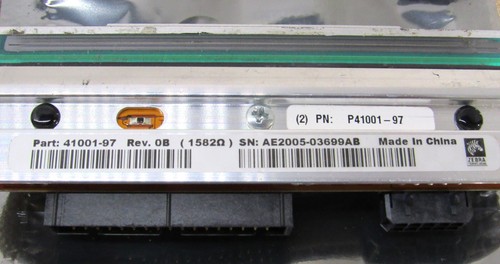 (2) PN: P41001-97
Part: 41001-97 Rev. 0B (1582Ω) SN: AE2005-03699AB Made In China
ZEBRA